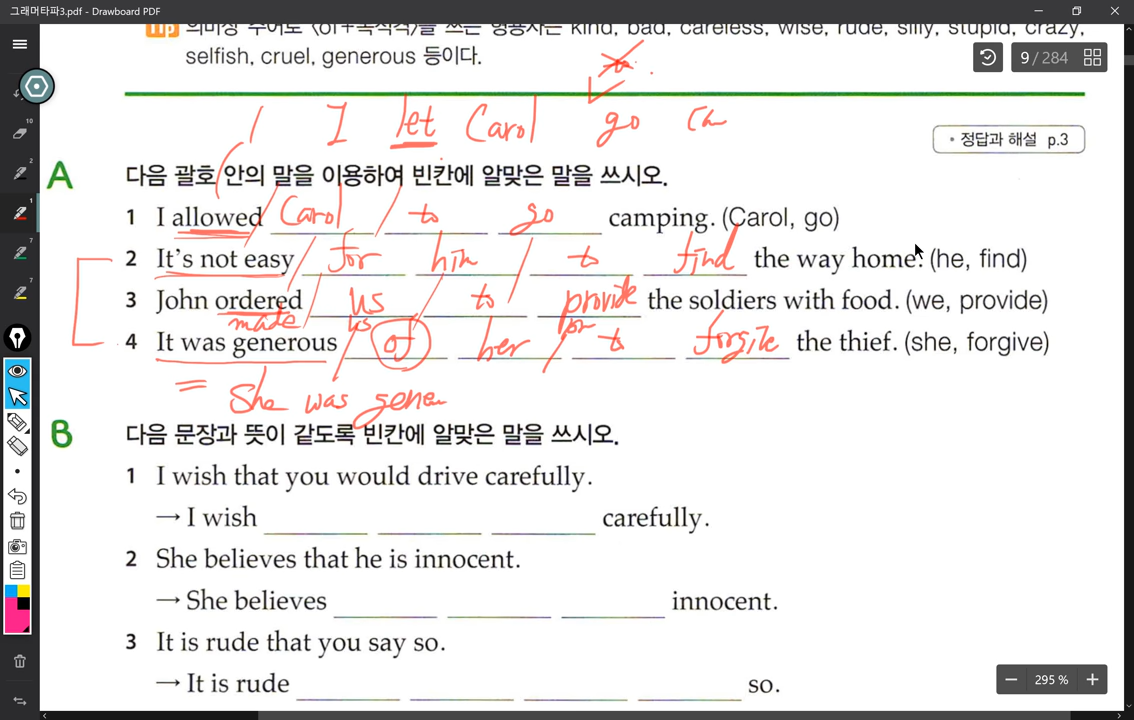 그래머타파3.pdf - Drawboard PDF
Tip 의미상 주어로 <of+목적격>을 쓰는 형용사는 kind, bad, careless, wise, rude, silly, stupid, crazy,
selfish, cruel, generous 등이다.
9 / 284
to
I let Carol go
• 정답과 해설 p.3
A 다음 괄호 안의 말을 이용하여 빈칸에 알맞은 말을 쓰시오.
1 I allowed Carol to go camping. (Carol, go)
2 It's not easy for him to find the way home. (he, find)
3 John ordered us to provide the soldiers with food. (we, provide)
made us
4 It was generous of her to forgive the thief. (she, forgive)
= She was gene
B 다음 문장과 뜻이 같도록 빈칸에 알맞은 말을 쓰시오.
1 I wish that you would drive carefully.
→ I wish carefully.
2 She believes that he is innocent.
→ She believes innocent.
3 It is rude that you say so.
→ It is rude so.
295 %